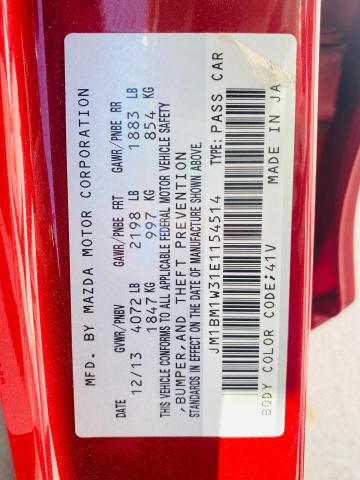 MFD. BY MAZDA MOTOR CORPORATION
GVWR/PNBV GAWR/PNBE FRT GAWR/PNBE RR
DATE 12/13 4072 LB 2198 LB 1883 LB
1847 KG 997 KG 854 KG
THIS VEHICLE CONFORMS TO ALL APPLICABLE FEDERAL MOTOR VEHICLE SAFETY
, BUMPER, AND THEFT PREVENTION
STANDARDS IN EFFECT ON THE DATE OF MANUFACTURE SHOWN ABOVE.
JM1BM1W31E1154514 TYPE: PASS CAR
BODY COLOR CODE; 41V MADE IN JA